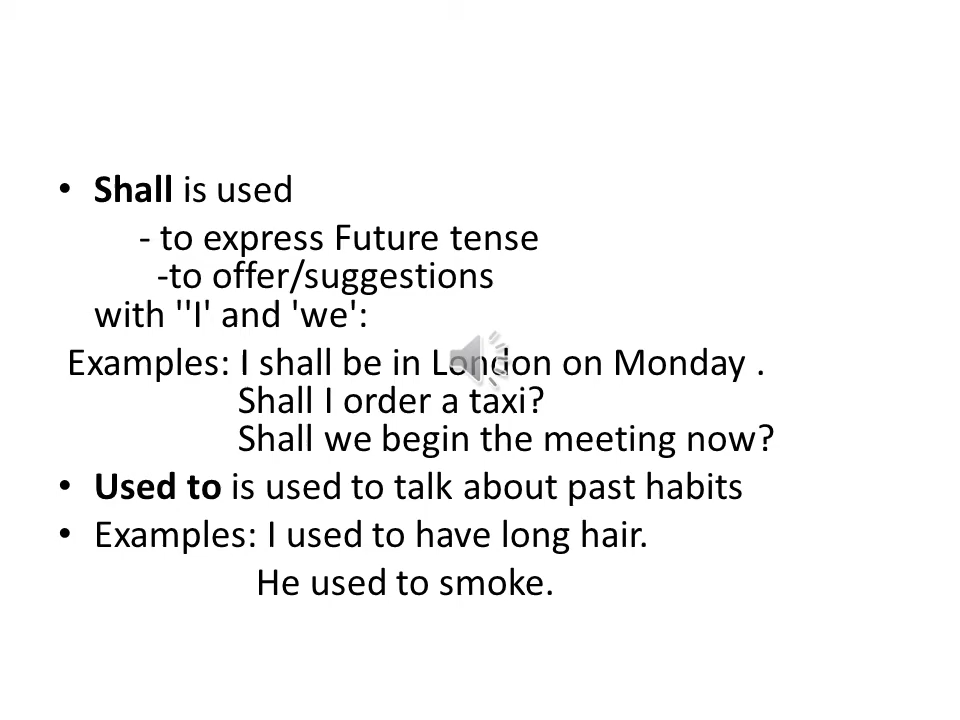 • Shall is used
- to express Future tense
-to offer/suggestions
with ''I' and 'we':
Examples: I shall be in London on Monday .
Shall I order a taxi?
Shall we begin the meeting now?
• Used to is used to talk about past habits
• Examples: I used to have long hair.
He used to smoke.